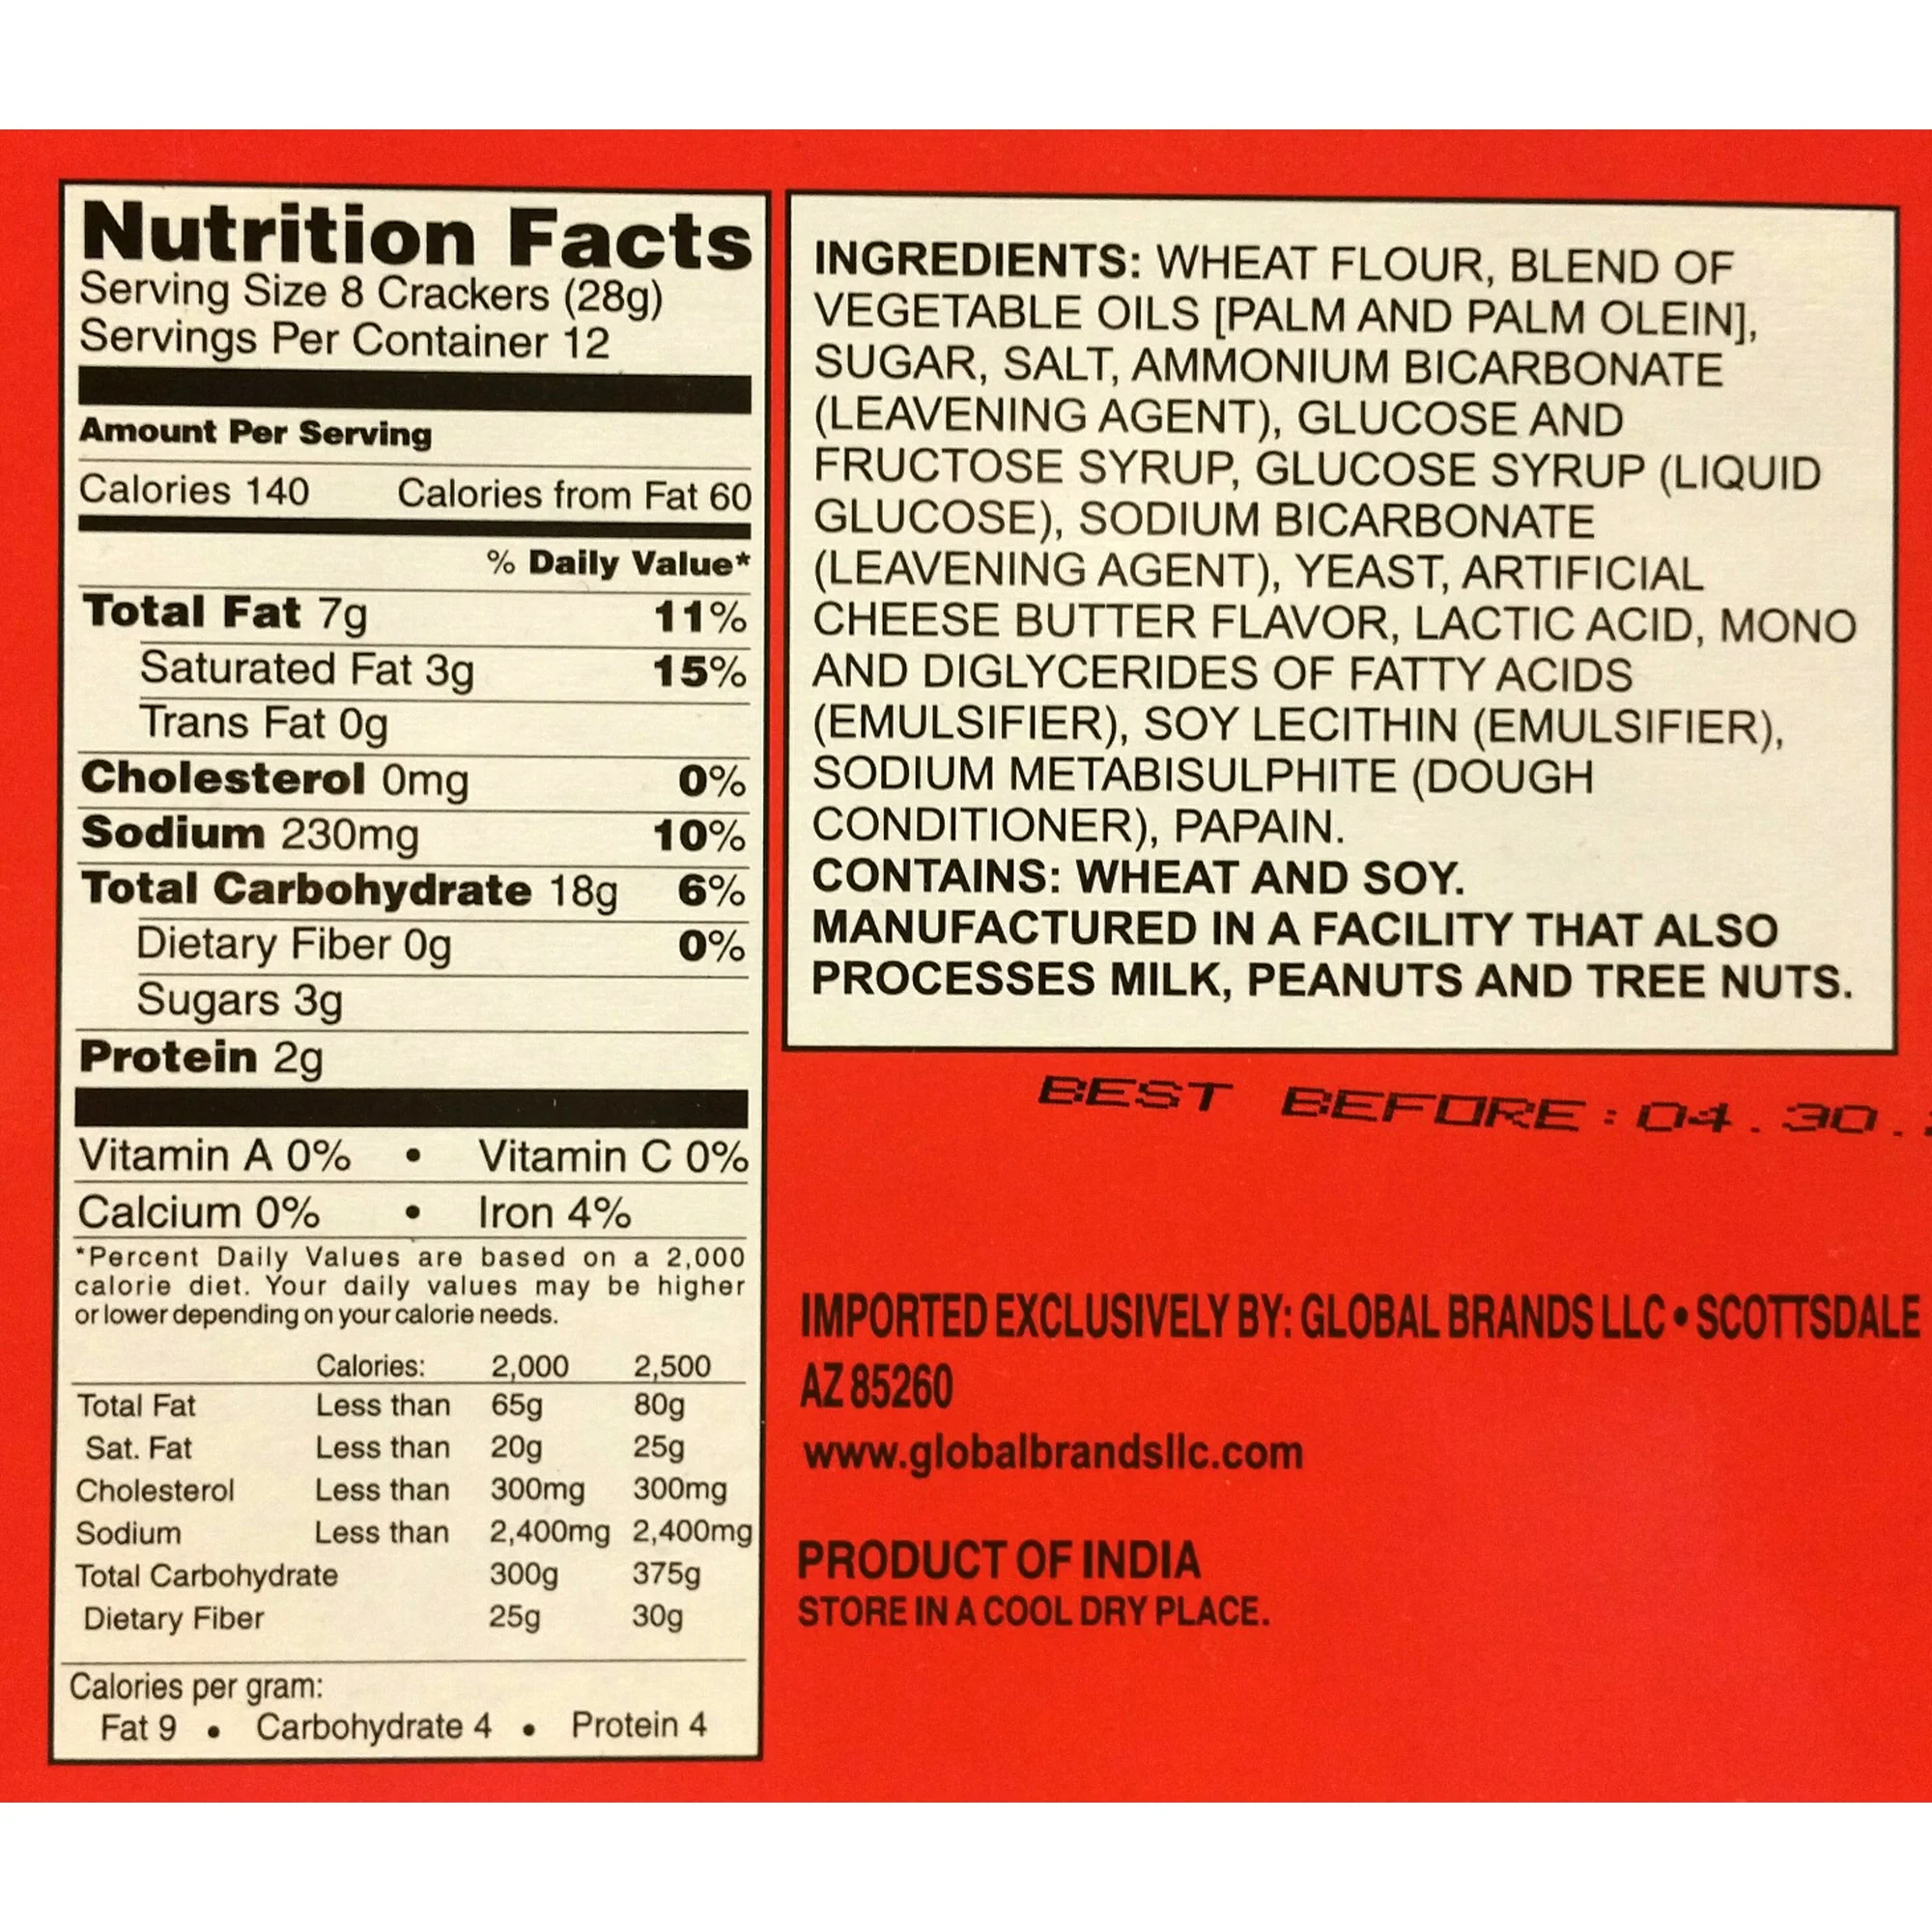 Nutrition Facts
Serving Size 8 Crackers (28g)
Servings Per Container 12
Amount Per Serving
Calories 140 Calories from Fat 60
% Daily Value*
Total Fat 7g 11%
Saturated Fat 3g 15%
Trans Fat 0g
Cholesterol 0mg 0%
Sodium 230mg 10%
Total Carbohydrate 18g 6%
Dietary Fiber 0g 0%
Sugars 3g
Protein 2g
Vitamin A 0% • Vitamin C 0%
Calcium 0% • Iron 4%
*Percent Daily Values are based on a 2,000
calorie diet. Your daily values may be higher
or lower depending on your calorie needs.
Calories: 2,000 2,500
Total Fat Less than 65g 80g
Sat. Fat Less than 20g 25g
Cholesterol Less than 300mg 300mg
Sodium Less than 2,400mg 2,400mg
Total Carbohydrate 300g 375g
Dietary Fiber 25g 30g
Calories per gram:
Fat 9 • Carbohydrate 4 • Protein 4
INGREDIENTS: WHEAT FLOUR, BLEND OF
VEGETABLE OILS [PALM AND PALM OLEIN],
SUGAR, SALT, AMMONIUM BICARBONATE
(LEAVENING AGENT), GLUCOSE AND
FRUCTOSE SYRUP, GLUCOSE SYRUP (LIQUID
GLUCOSE), SODIUM BICARBONATE
(LEAVENING AGENT), YEAST, ARTIFICIAL
CHEESE BUTTER FLAVOR, LACTIC ACID, MONO
AND DIGLYCERIDES OF FATTY ACIDS
(EMULSIFIER), SOY LECITHIN (EMULSIFIER),
SODIUM METABISULPHITE (DOUGH
CONDITIONER), PAPAIN.
CONTAINS: WHEAT AND SOY.
MANUFACTURED IN A FACILITY THAT ALSO
PROCESSES MILK, PEANUTS AND TREE NUTS.
BEST BEFORE: 04.30.
IMPORTED EXCLUSIVELY BY: GLOBAL BRANDS LLC • SCOTTSDALE
AZ 85260
www.globalbrandsllc.com
PRODUCT OF INDIA
STORE IN A COOL DRY PLACE.